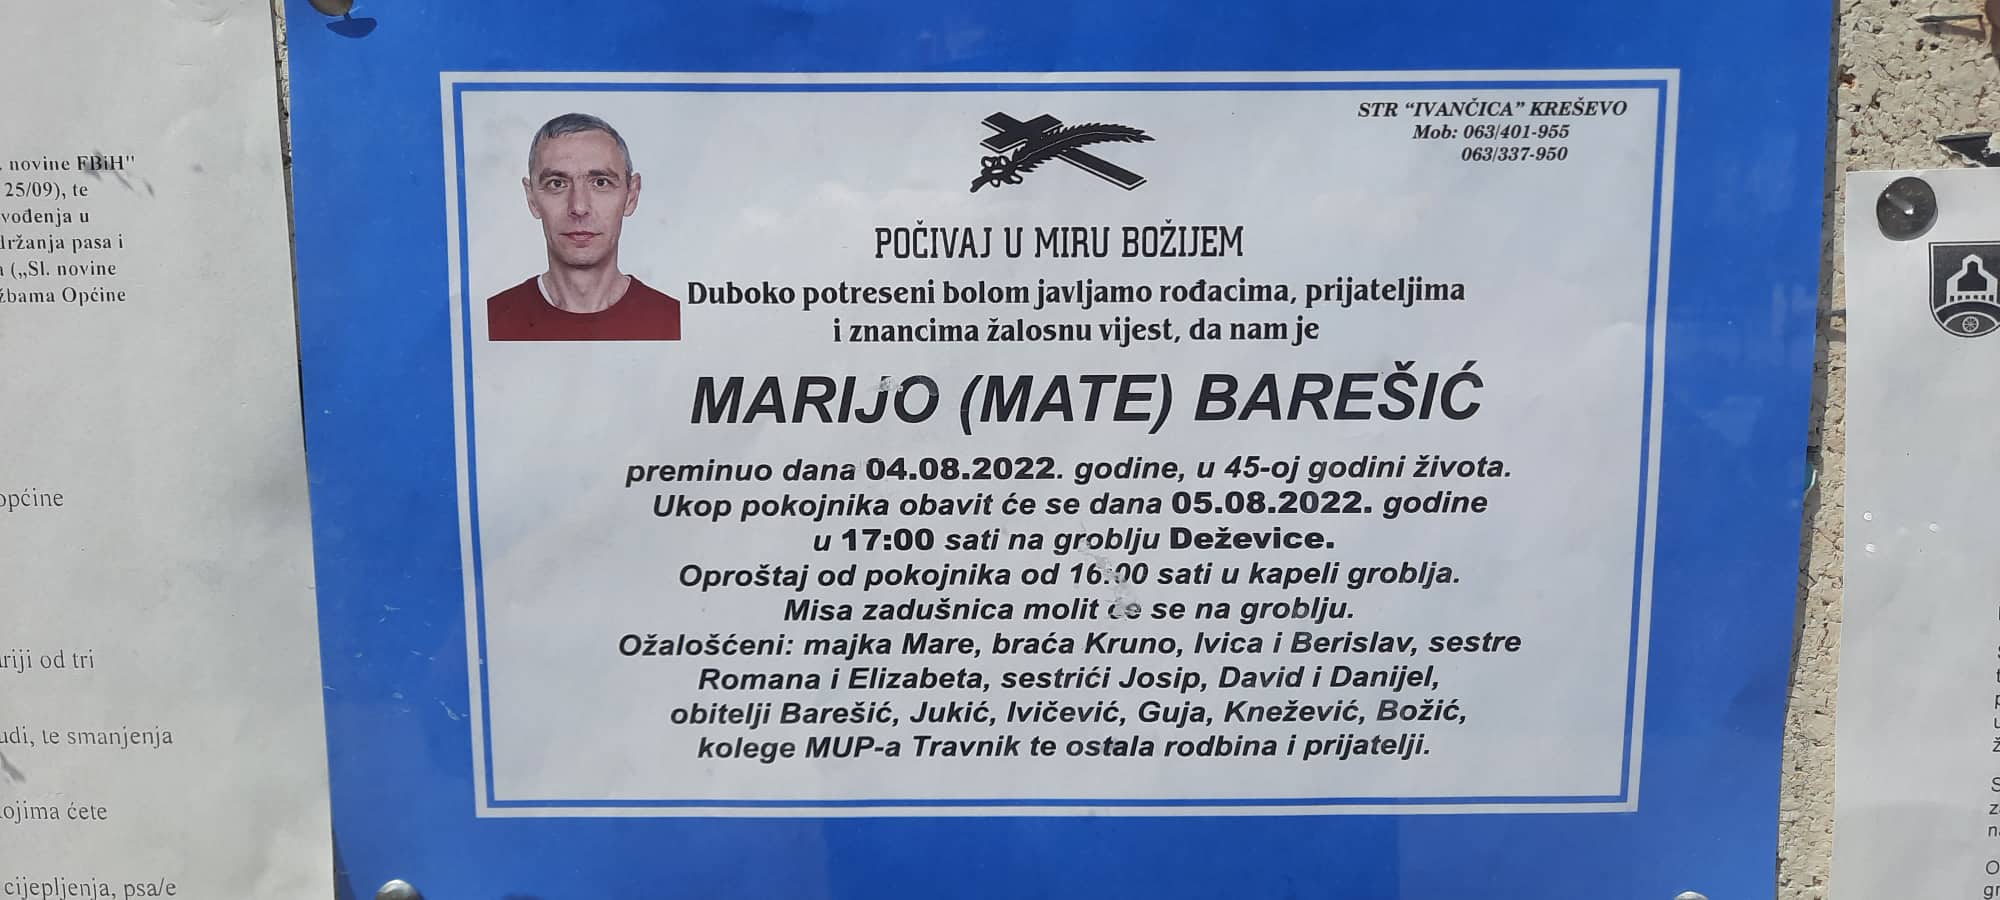 . novine FBiH"
25/09), te
vođenja u
držanja pasa i
a („Sl. novine
žbama Općine
općine
riji od tri
udi, te smanjenja
kojima ćete
cijepljenja, psa/e
STR “IVANČICA” KREŠEVO
Mob: 063/401-955
063/337-950
POČIVAJ U MIRU BOŽIJEM
Duboko potreseni bolom javljamo rođacima, prijateljima
i znancima žalosnu vijest, da nam je
MARIJO (MATE) BAREŠIĆ
preminuo dana 04.08.2022. godine, u 45-oj godini života.
Ukop pokojnika obavit će se dana 05.08.2022. godine
u 17:00 sati na groblju Deževice.
Oproštaj od pokojnika od 16:00 sati u kapeli groblja.
Misa zadušnica molit će se na groblju.
Ožalošćeni: majka Mare, braća Kruno, Ivica i Berislav, sestre
Romana i Elizabeta, sestrići Josip, David i Danijel,
obitelji Barešić, Jukić, Ivičević, Guja, Knežević, Božić,
kolege MUP-a Travnik te ostala rodbina i prijatelji.